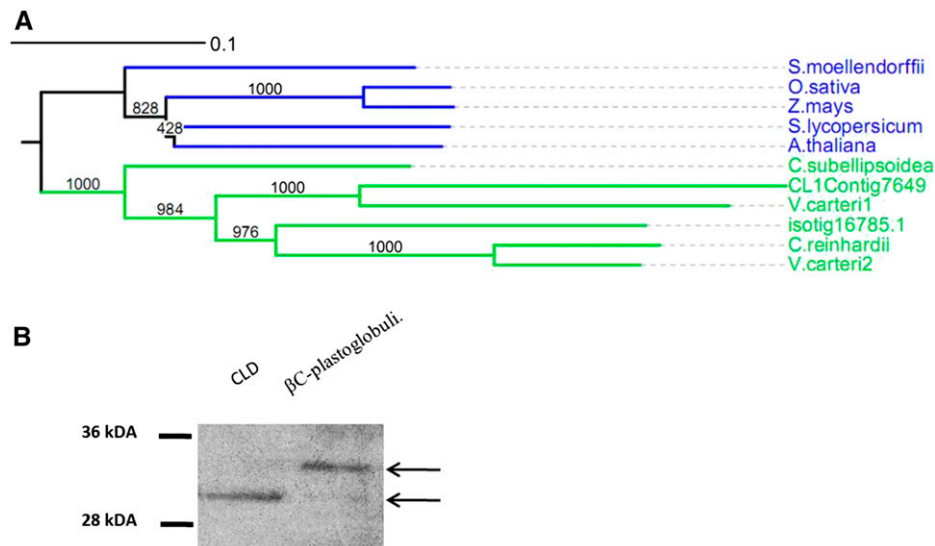 A
0.1
S.moellendorffii
O.sativa
1000
Z.mays
828
S.lycopersicum
428
A.thaliana
C.subellipsoidea
1000
CL1Contig7649
1000
V.carteri1
984
isotig16785.1
976
C.reinhardii
1000
V.carteri2
B
CLD
βC-plastoglobuli.
36 kDA
28 kDA